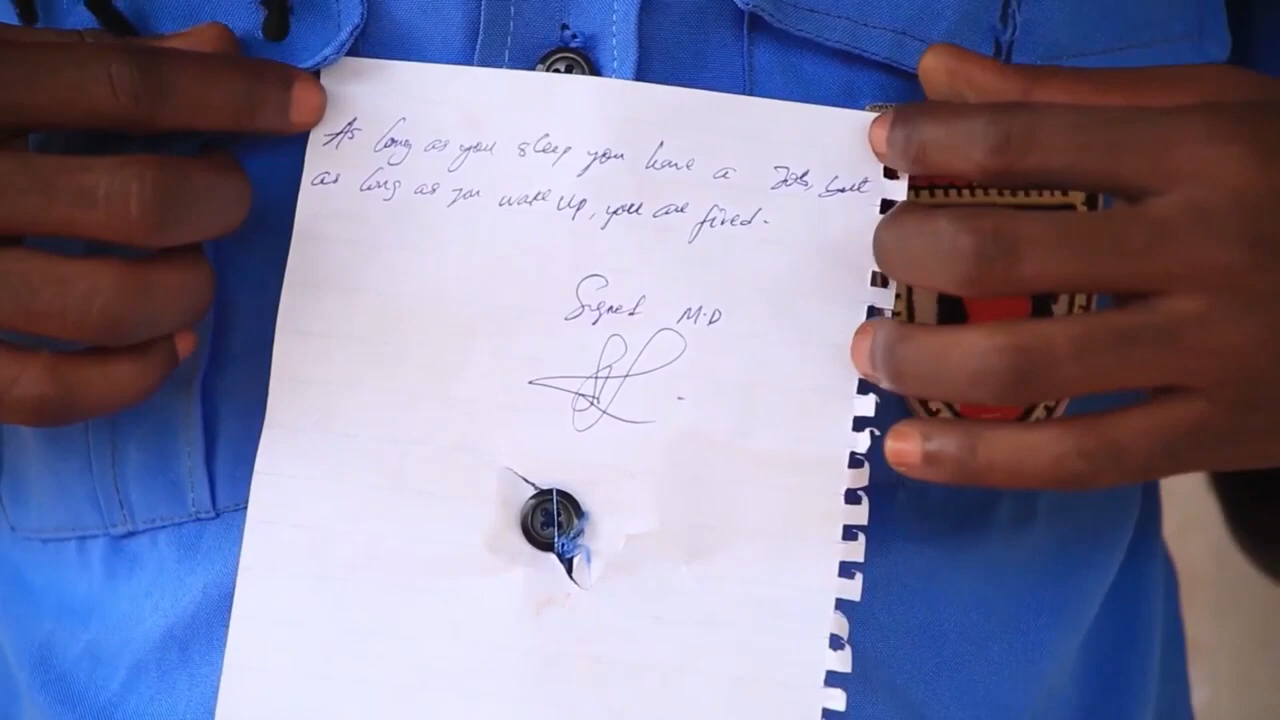 As long as you sleep you have a Job, but
as long as you wake up, you are fired.
Signed M.D